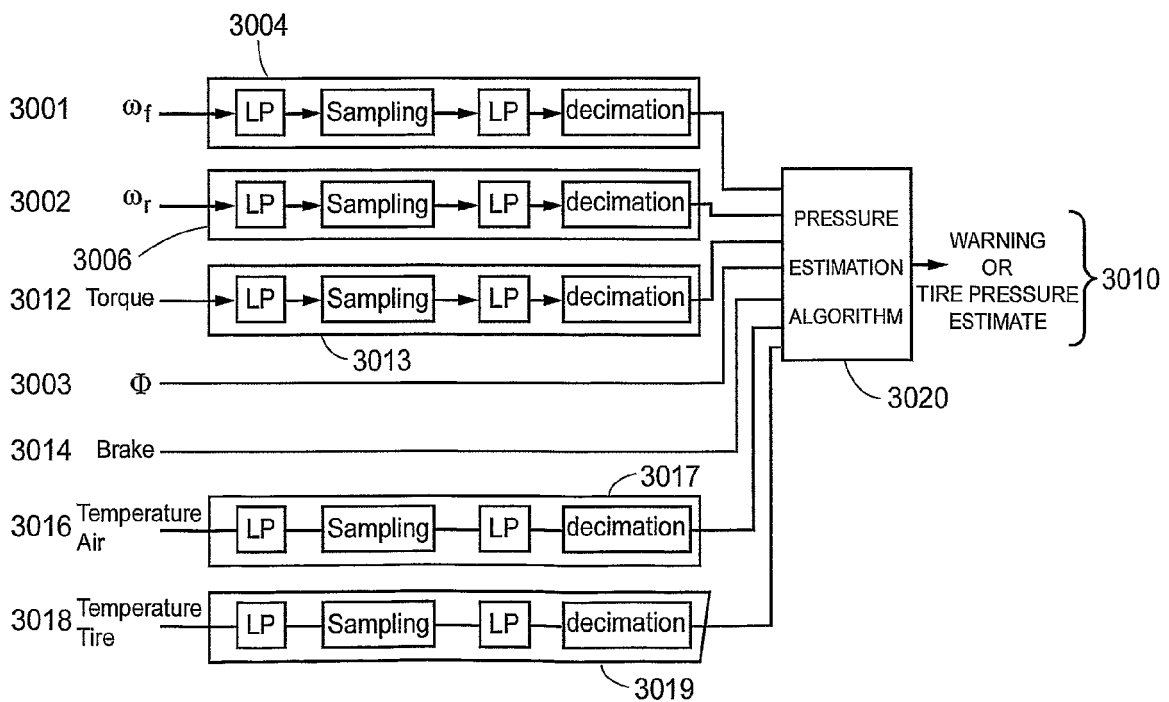 3004
3001 ωf LP Sampling LP decimation
3002 ωr LP Sampling LP decimation
3006
3012 Torque LP Sampling LP decimation
3013
3003 Φ
3014 Brake
3017
3016 Temperature
Air
LP Sampling LP decimation
3018 Temperature
Tire
LP Sampling LP decimation
3019
PRESSURE
ESTIMATION
ALGORITHM
3020
WARNING
OR
TIRE PRESSURE
ESTIMATE
3010